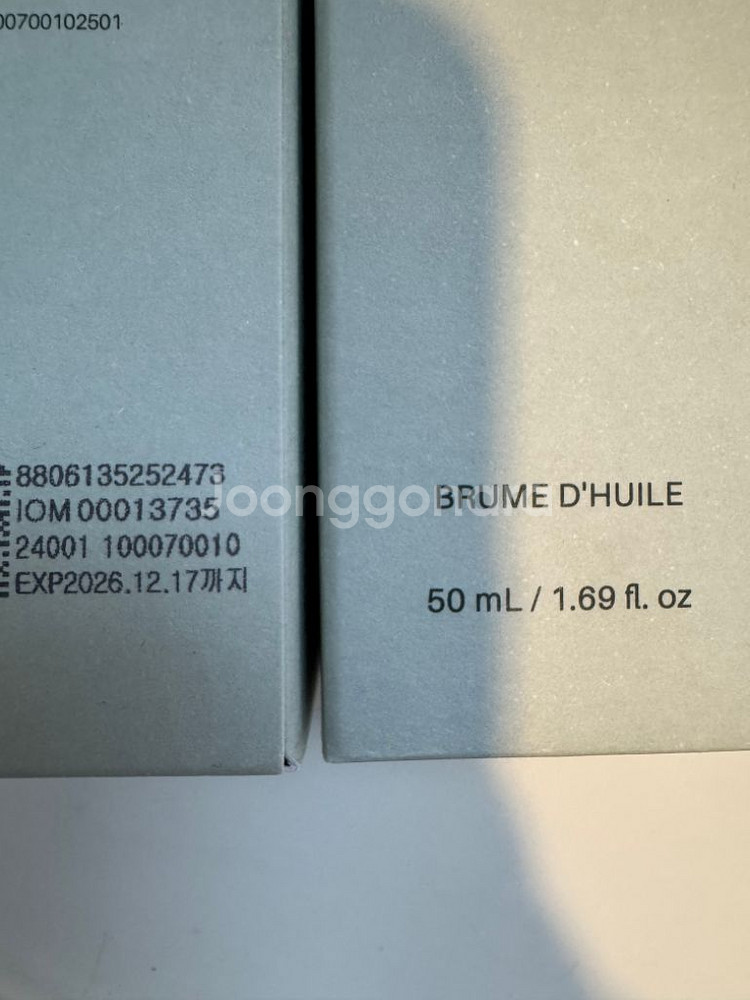 00700102501
8806135252473
IOM 00013735
24001 100070010
EXP2026.12.17까지
BRUME D'HUILE
50 mL / 1.69 fl. oz
Joonggonara